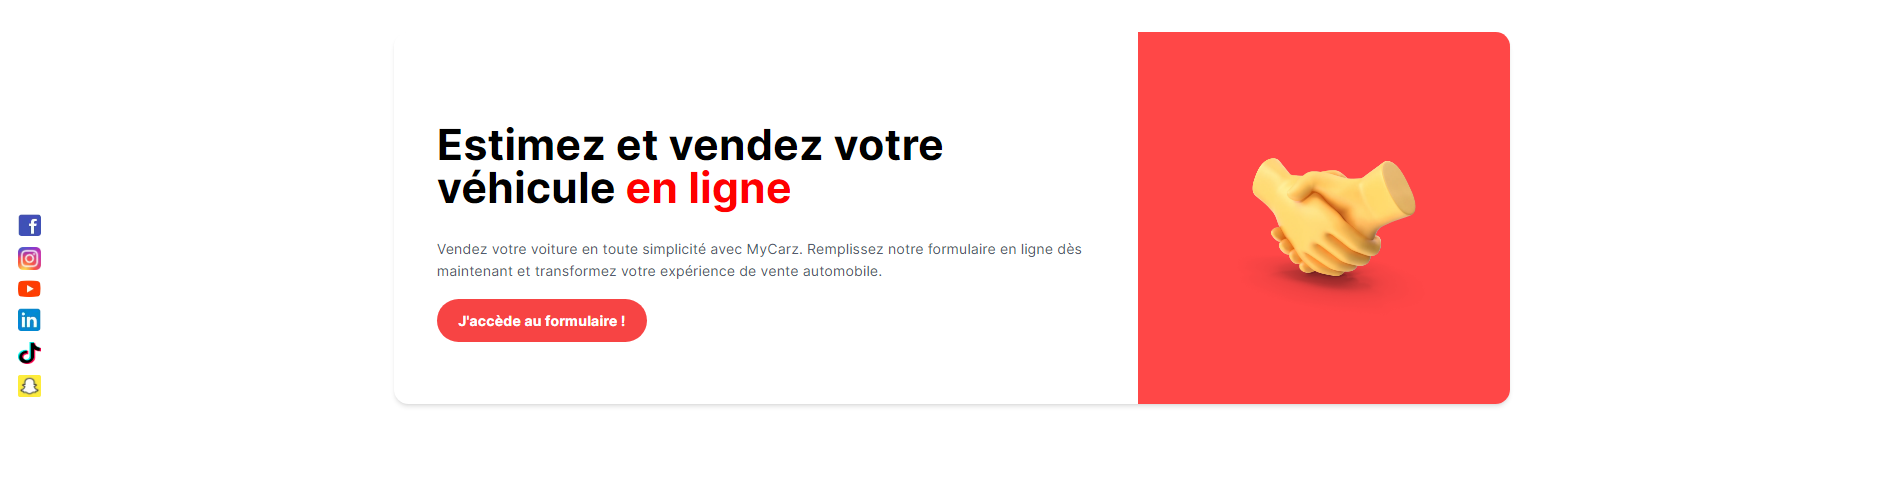 Estimez et vendez votre
véhicule en ligne
Vendez votre voiture en toute simplicité avec MyCarz. Remplissez notre formulaire en ligne dès
maintenant et transformez votre expérience de vente automobile.
J'accède au formulaire !